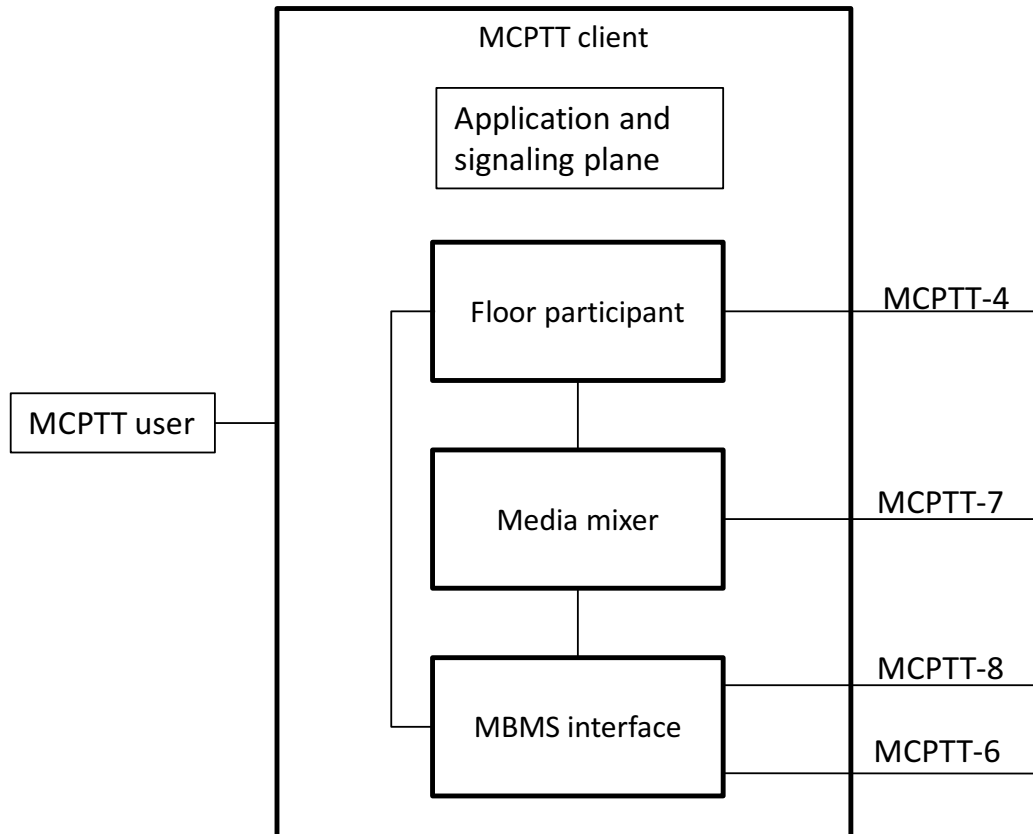 MCPTT client
Application and
signaling plane
Floor participant
MCPTT-4
MCPTT user
Media mixer
MCPTT-7
MCPTT-8
MBMS interface
MCPTT-6